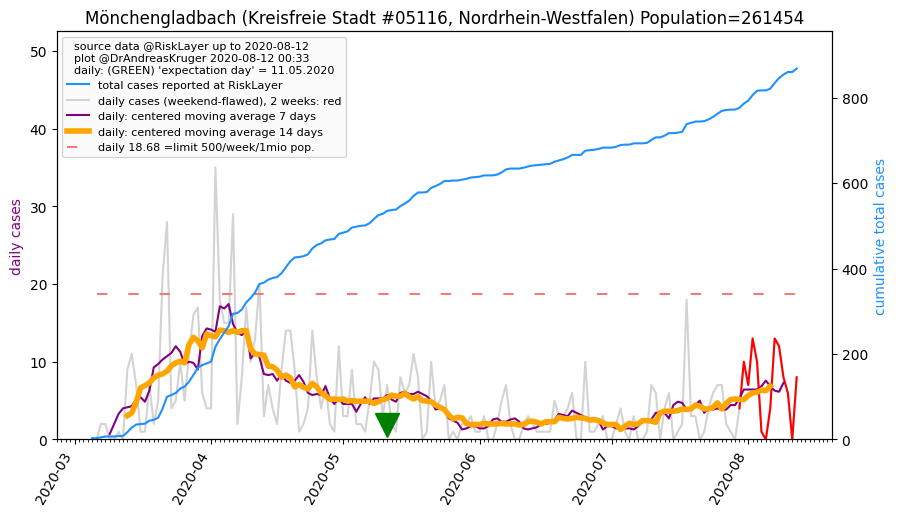 Mönchengladbach (Kreisfreie Stadt #05116, Nordrhein-Westfalen) Population=261454
source data @RiskLayer up to 2020-08-12
plot @DrAndreasKruger 2020-08-12 00:33
daily: (GREEN) 'expectation day' = 11.05.2020
total cases reported at RiskLayer
daily cases (weekend-flawed), 2 weeks: red
daily: centered moving average 7 days
daily: centered moving average 14 days
daily 18.68 =limit 500/week/1mio pop.
daily cases
50
40
30
20
10
0
cumulative total cases
800
600
400
200
0
2020-03
2020-04
2020-05
2020-06
2020-07
2020-08